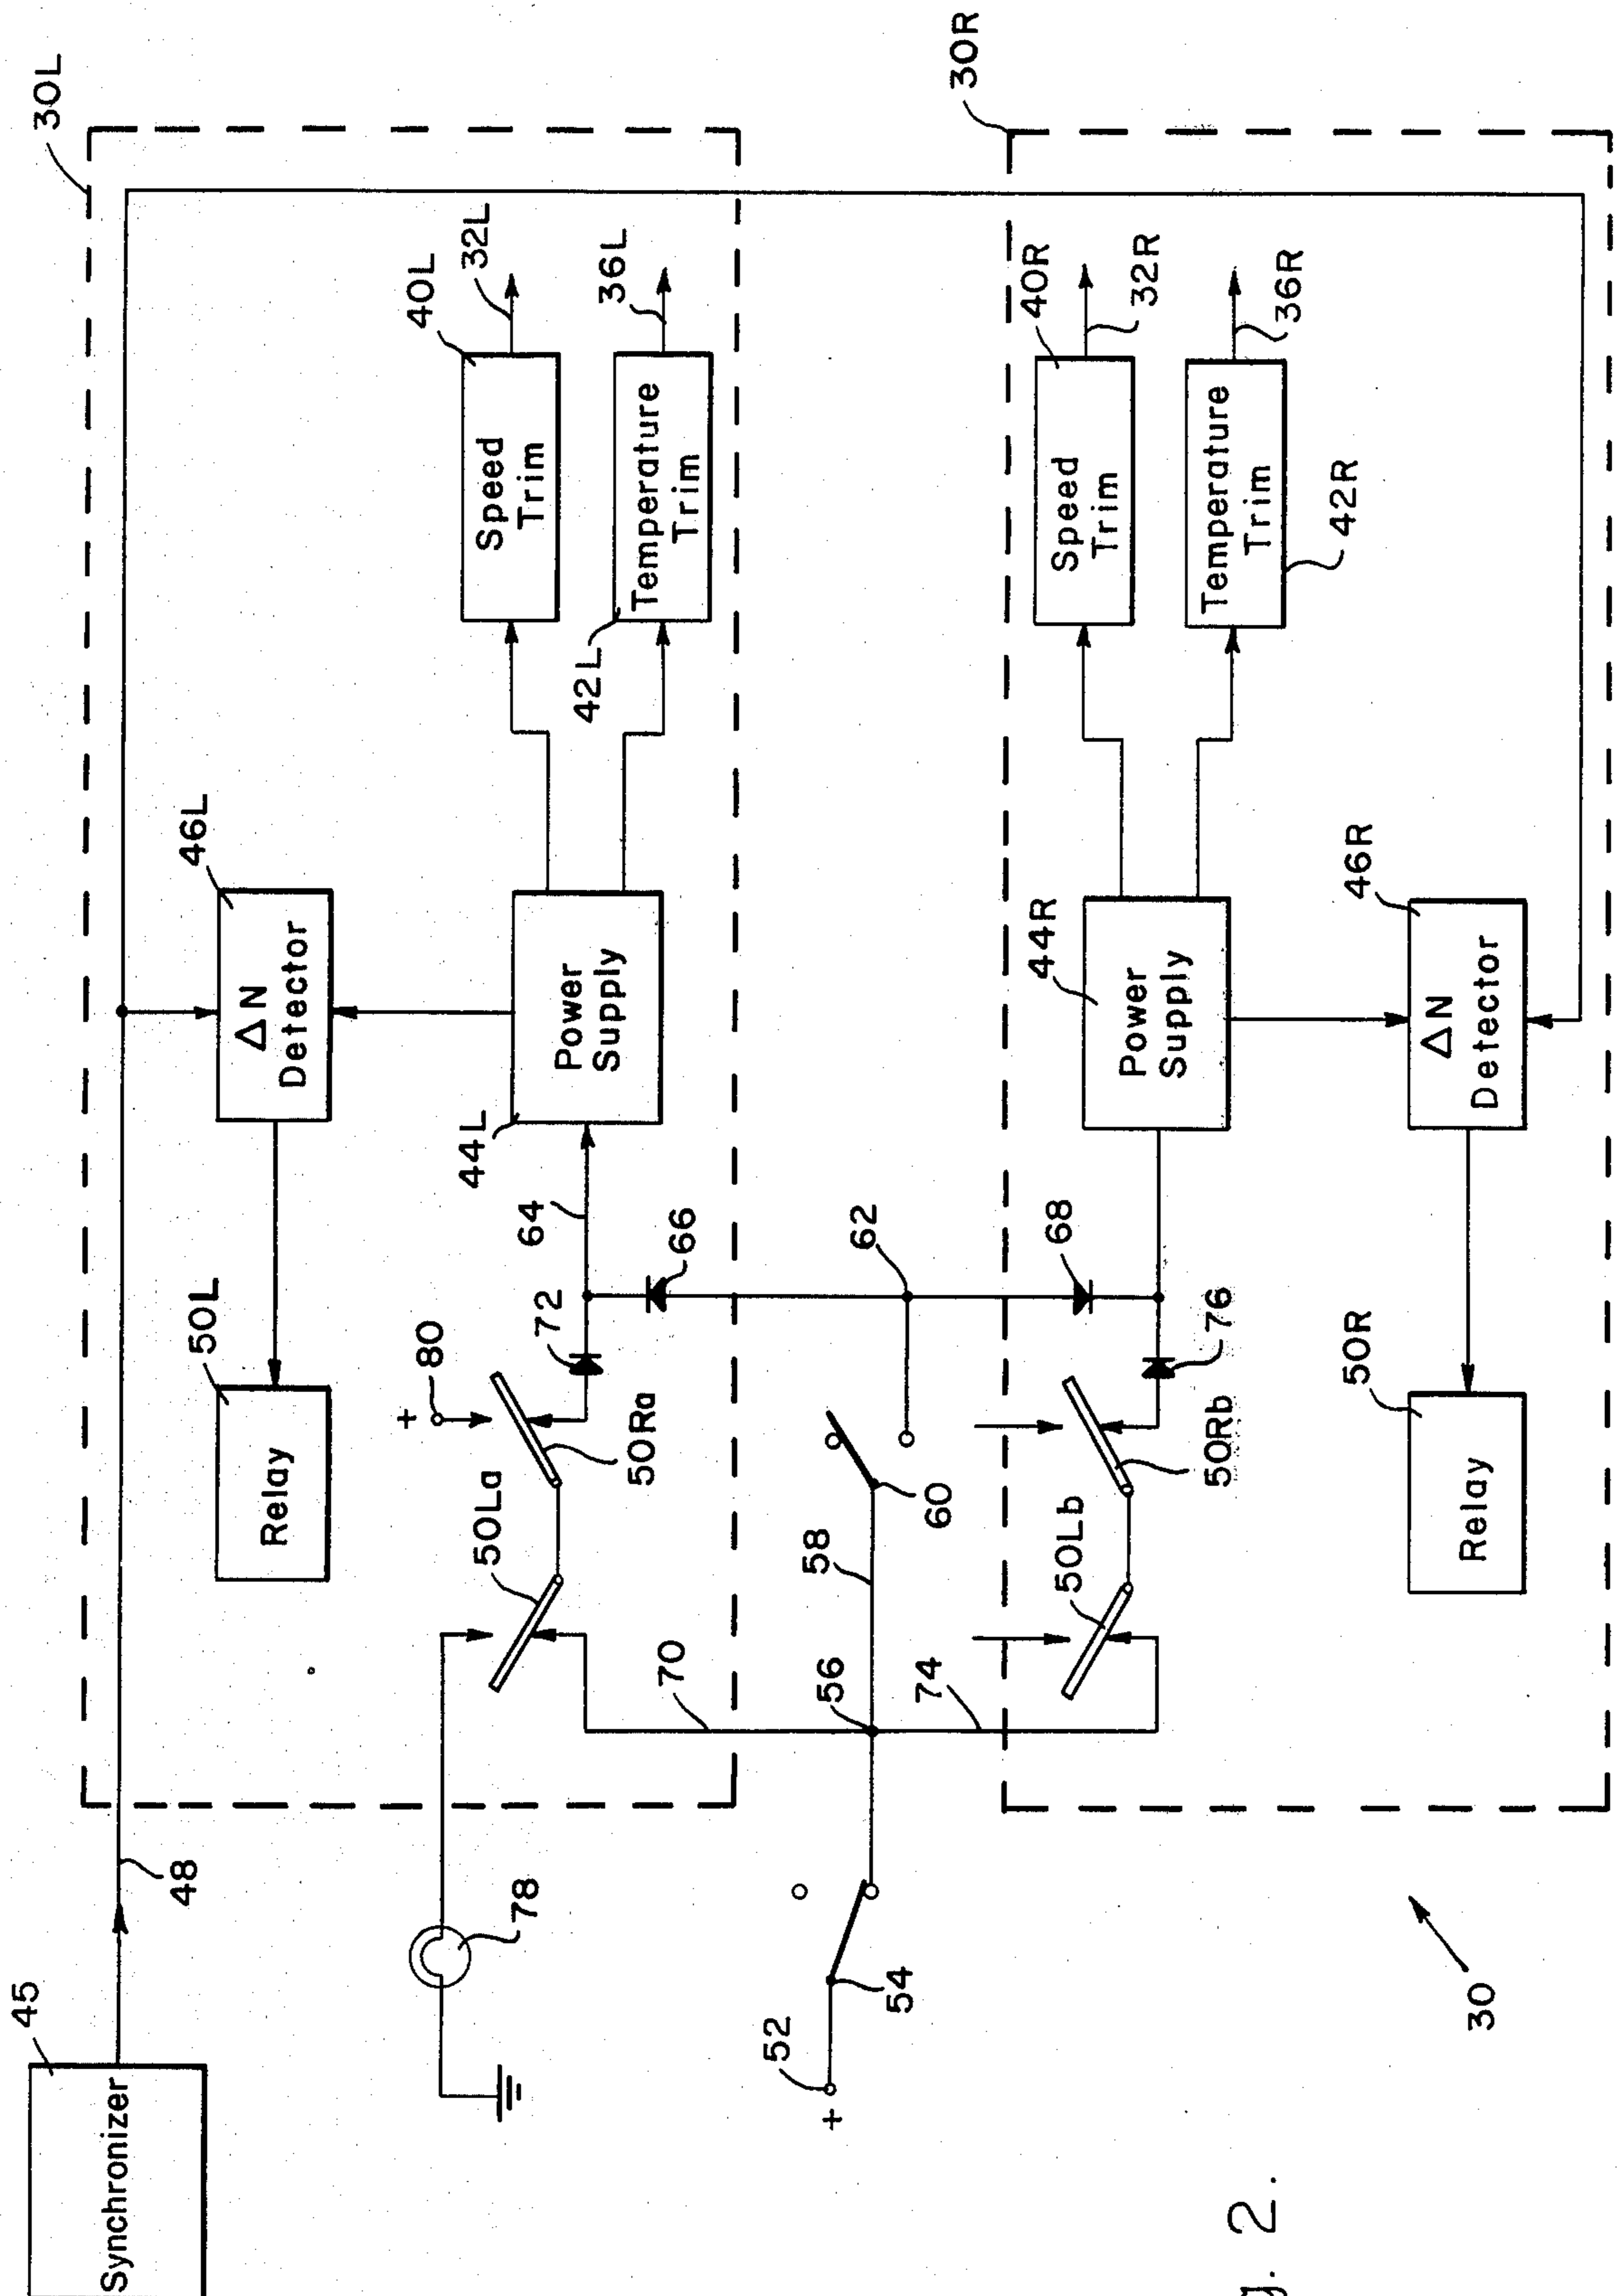 Synchronizer
45
48
30L
46L
ΔN
Detector
50L
Relay
44L
Power
Supply
40L
Speed
Trim
32L
42L
Temperature
Trim
36L
64
66
72
+
80
50Ra
50La
78
70
+
52
54
56
58
60
62
74
30R
50Lb
50Rb
76
68
44R
Power
Supply
40R
Speed
Trim
32R
Temperature
Trim
36R
42R
46R
ΔN
Detector
50R
Relay
30
g. 2.